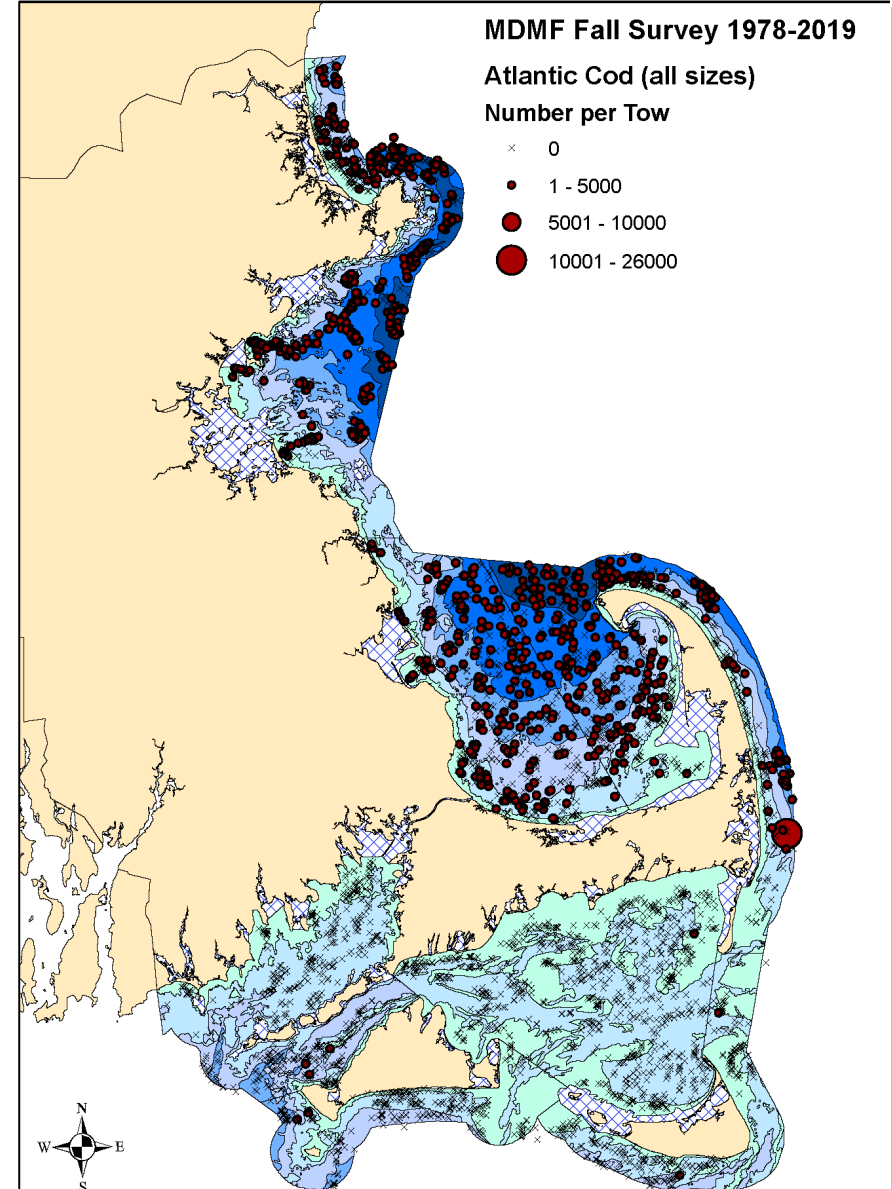 MDMF Fall Survey 1978-2019
Atlantic Cod (all sizes)
Number per Tow
0
1 - 5000
5001 - 10000
10001 - 26000
N
W E
S